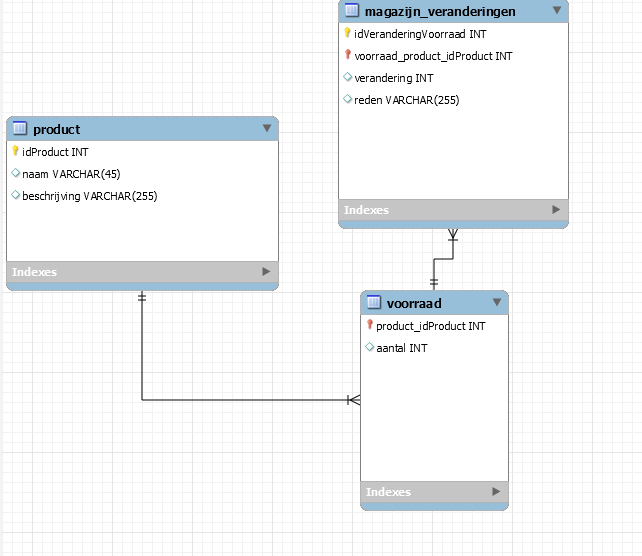 magazijn_veranderingen
idVeranderingVoorraad INT
voorraad_product_idProduct INT
verandering INT
reden VARCHAR(255)
Indexes
product
idProduct INT
naam VARCHAR(45)
beschrijving VARCHAR(255)
Indexes
voorraad
product_idProduct INT
aantal INT
Indexes